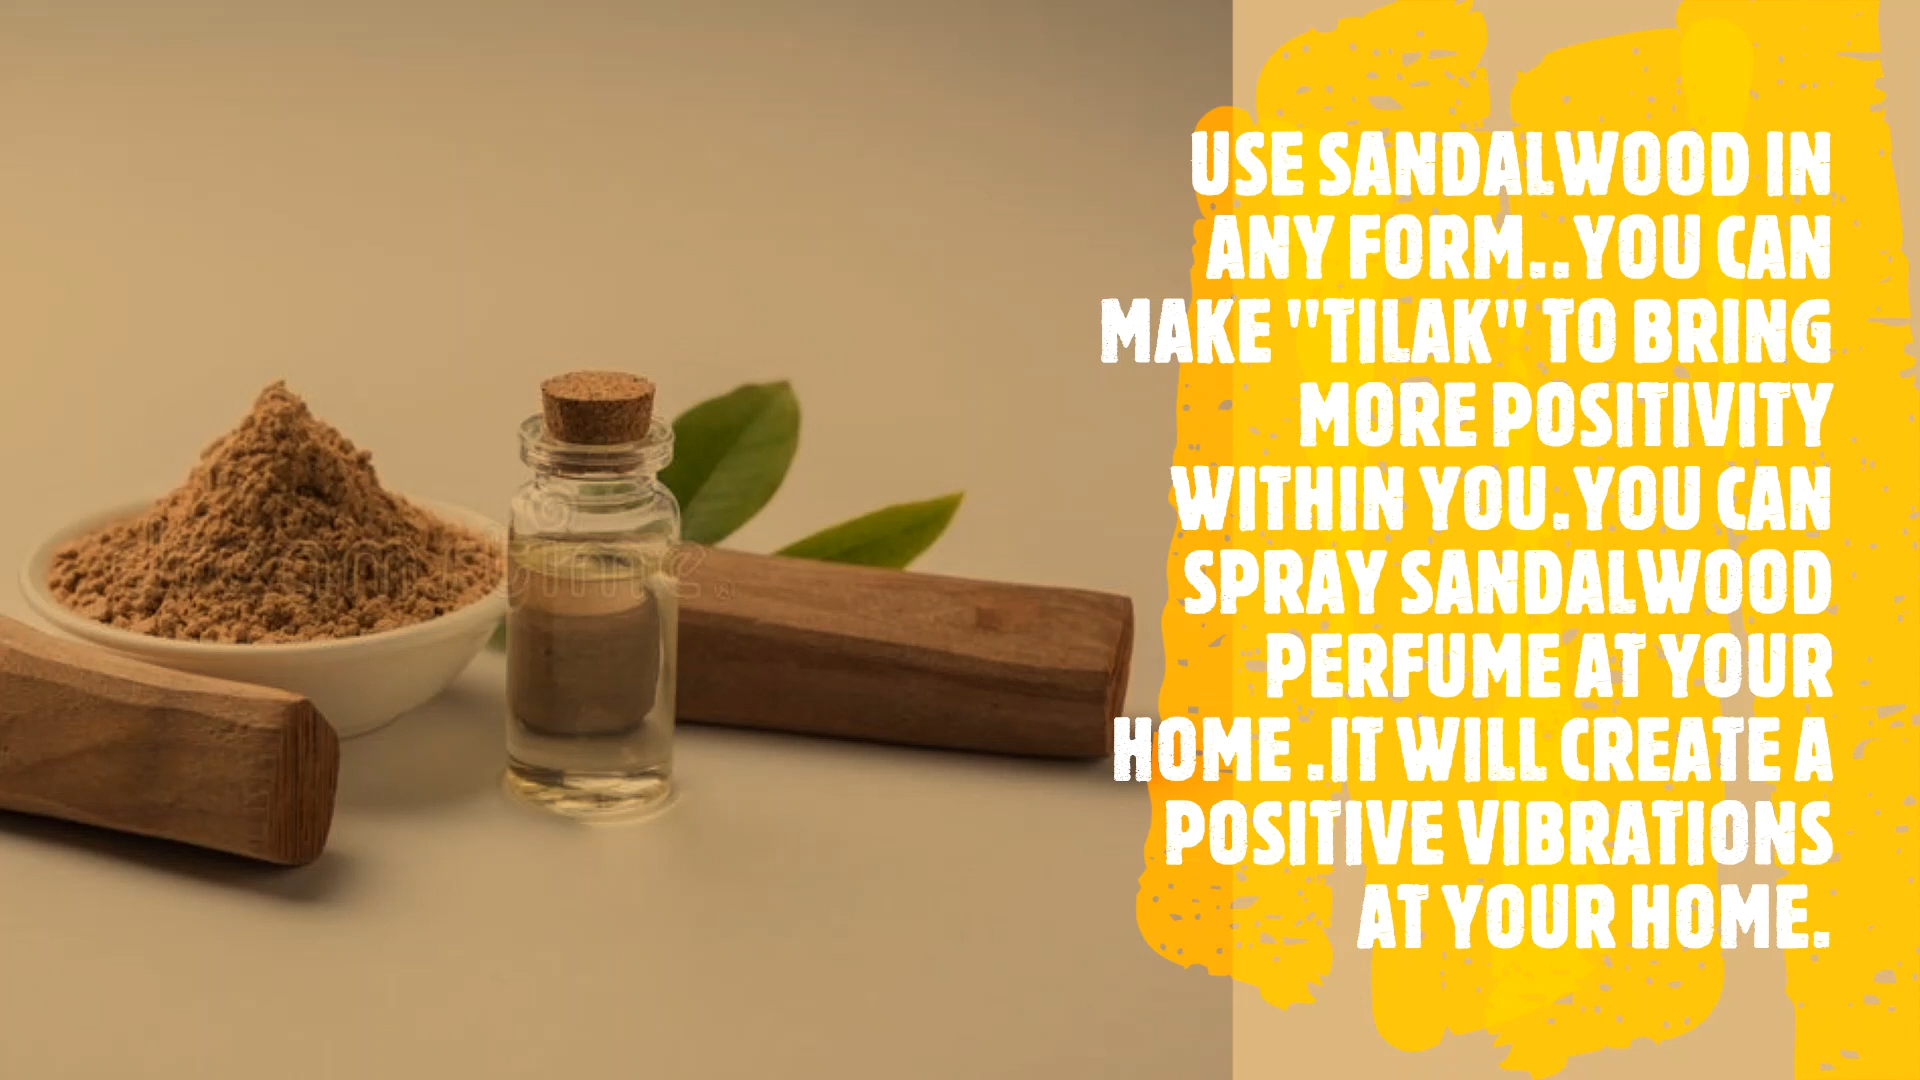 USE SANDALWOOD IN
ANY FORM..YOU CAN
MAKE "TILAK" TO BRING
MORE POSITIVITY
WITHIN YOU.YOU CAN
SPRAY SANDALWOOD
PERFUME AT YOUR
HOME .IT WILL CREATE A
POSITIVE VIBRATIONS
AT YOUR HOME.